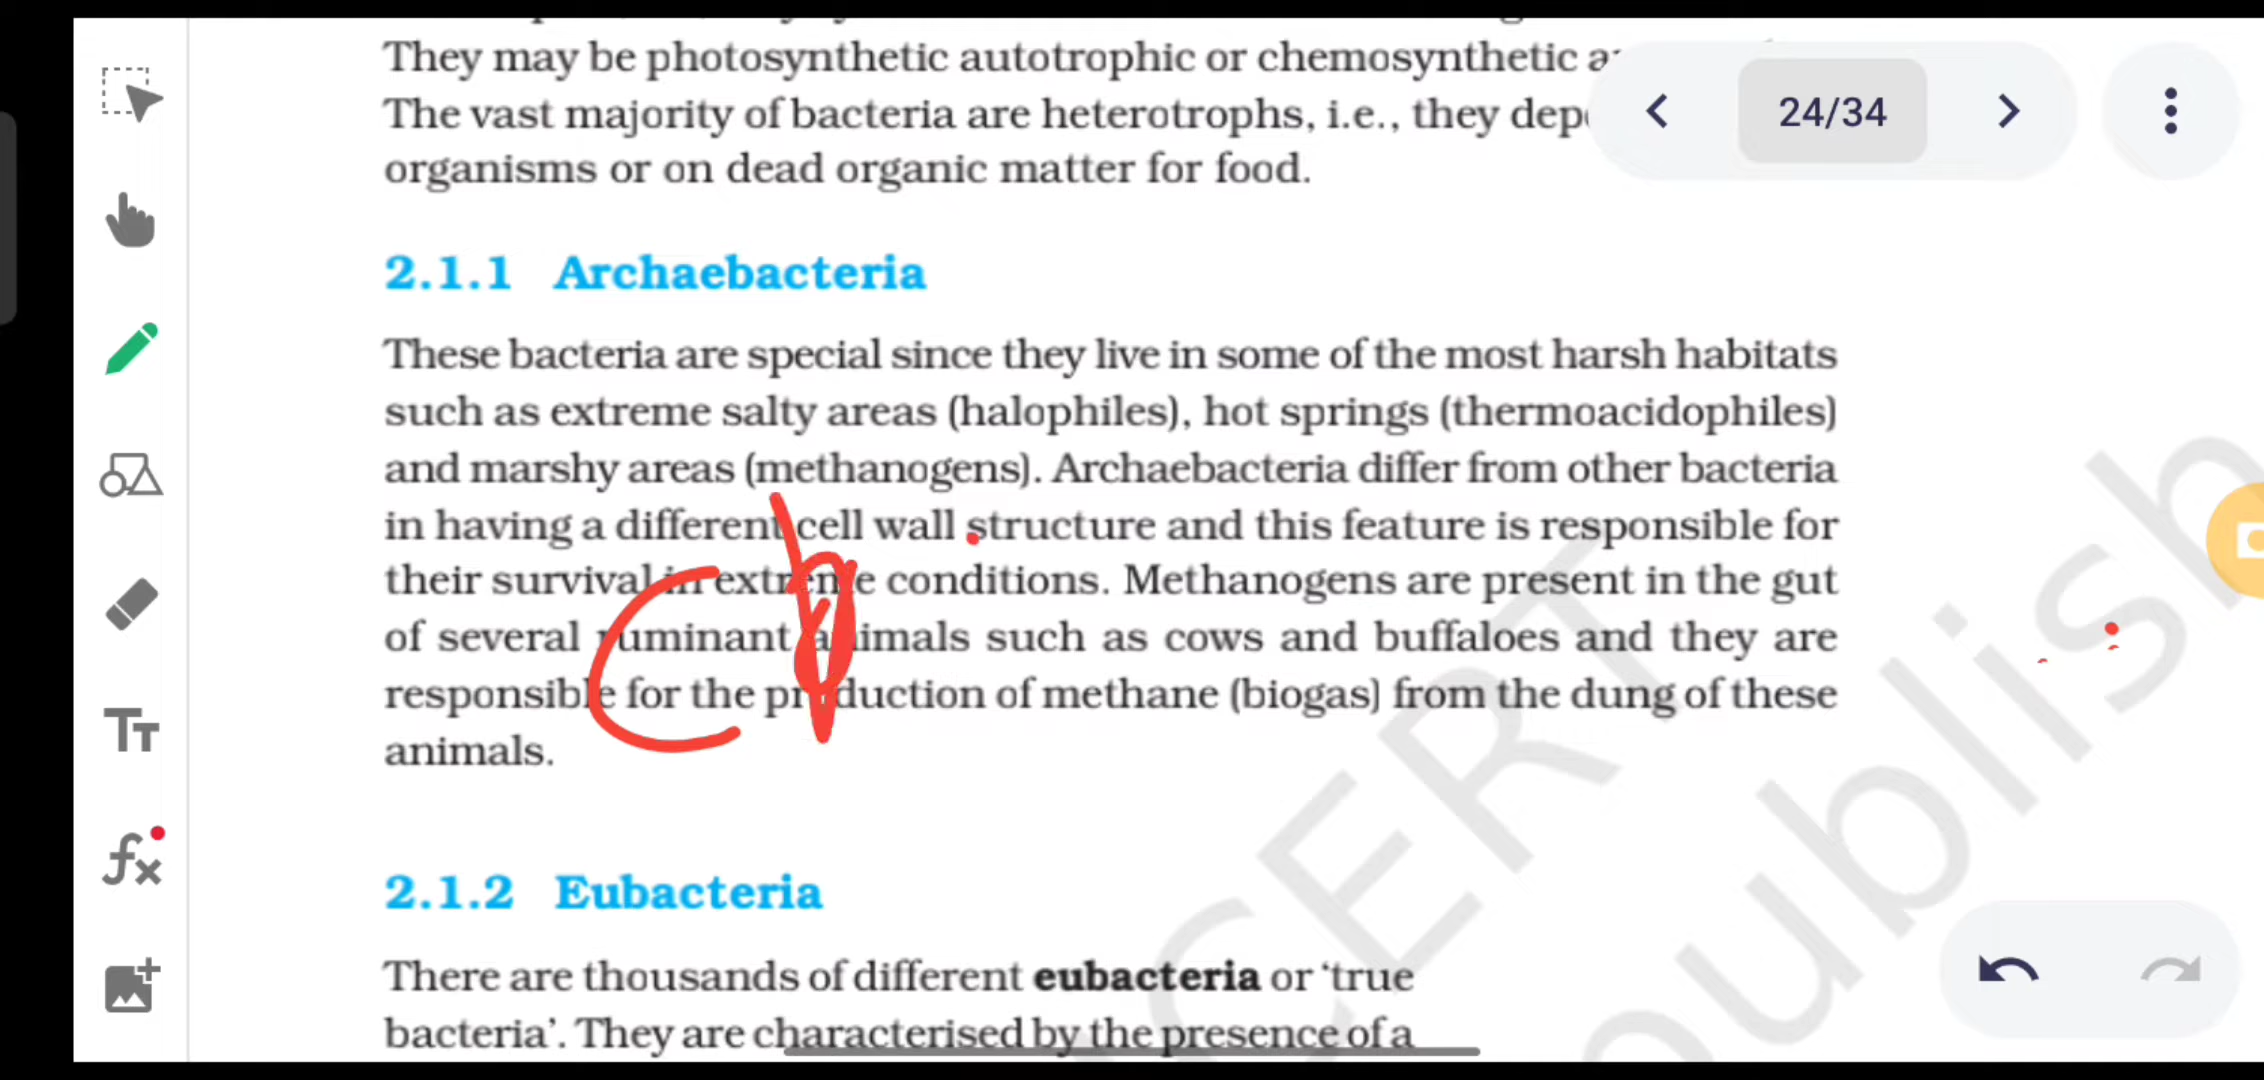 They may be photosynthetic autotrophic or chemosynthetic
24/34
The vast majority of bacteria are heterotrophs, i.e., they
organisms or on dead organic matter for food.
2.1.1 Archaebacteria
These bacteria are special since they live in some of the most harsh habitats
such as extreme salty areas (halophiles), hot springs (thermoacidophiles)
and marshy areas (methanogens). Archaebacteria differ from other bacteria
in having a different cell wall structure and this feature is responsible for
their survival in extreme conditions. Methanogens are present in the gut
of several ruminant animals such as cows and buffaloes and they are
responsible for the production of methane (biogas) from the dung of these
animals.
2.1.2 Eubacteria
There are thousands of different eubacteria or ‘true
bacteria’. They are characterised by the presence of a
TT
fx